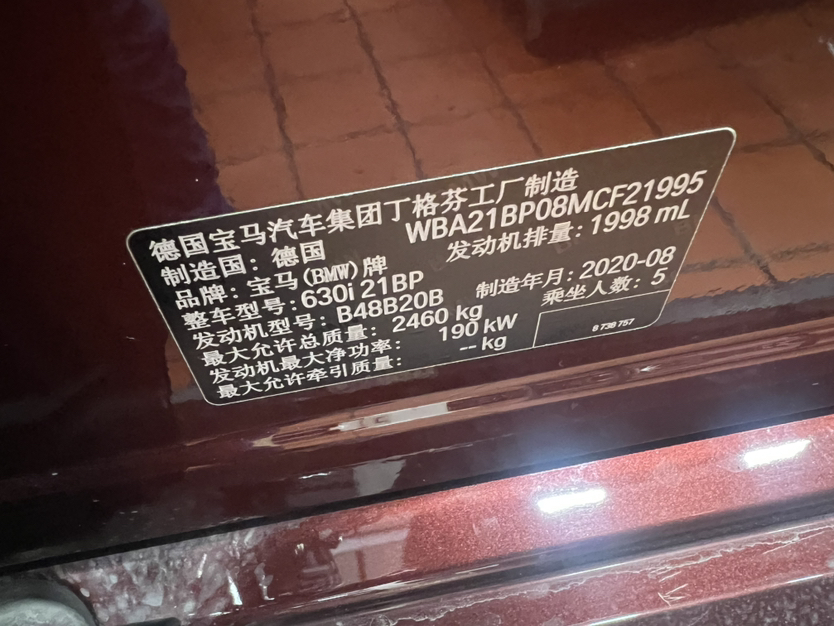 德国宝马汽车集团丁格芬工厂制造
制造国：德国 WBA21BP08MCF21995
品牌：宝马(BMW)牌 发动机排量：1998 mL
整车型号：630i 21BP
发动机型号：B48B20B 制造年月：2020-08
最大允许总质量：2460 kg 乘坐人数：5
发动机最大净功率：190 kW
最大允许牵引质量：-- kg
8 736 757